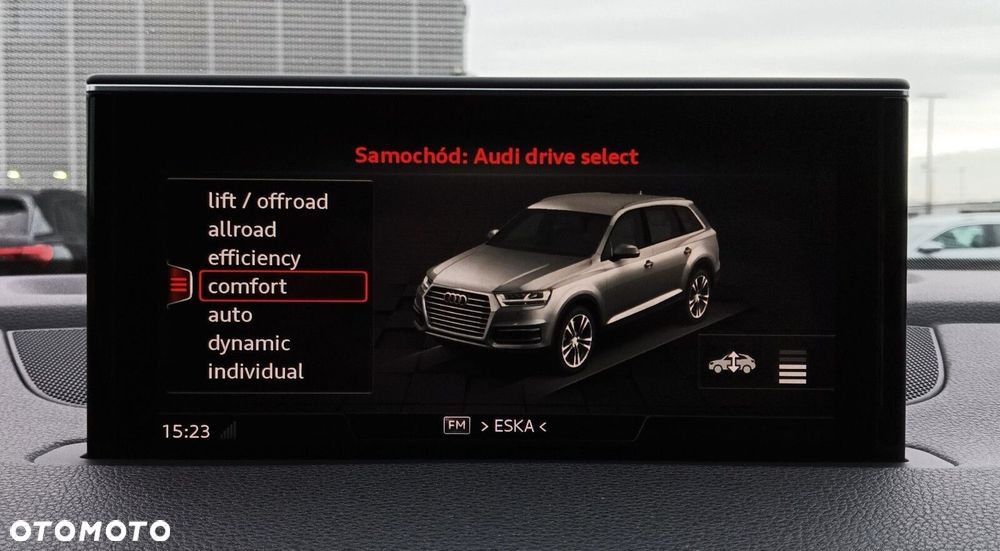 Samochód: Audi drive select
lift / offroad
allroad
efficiency
comfort
auto
dynamic
individual
15:23
FM > ESKA <
OTOMOTO